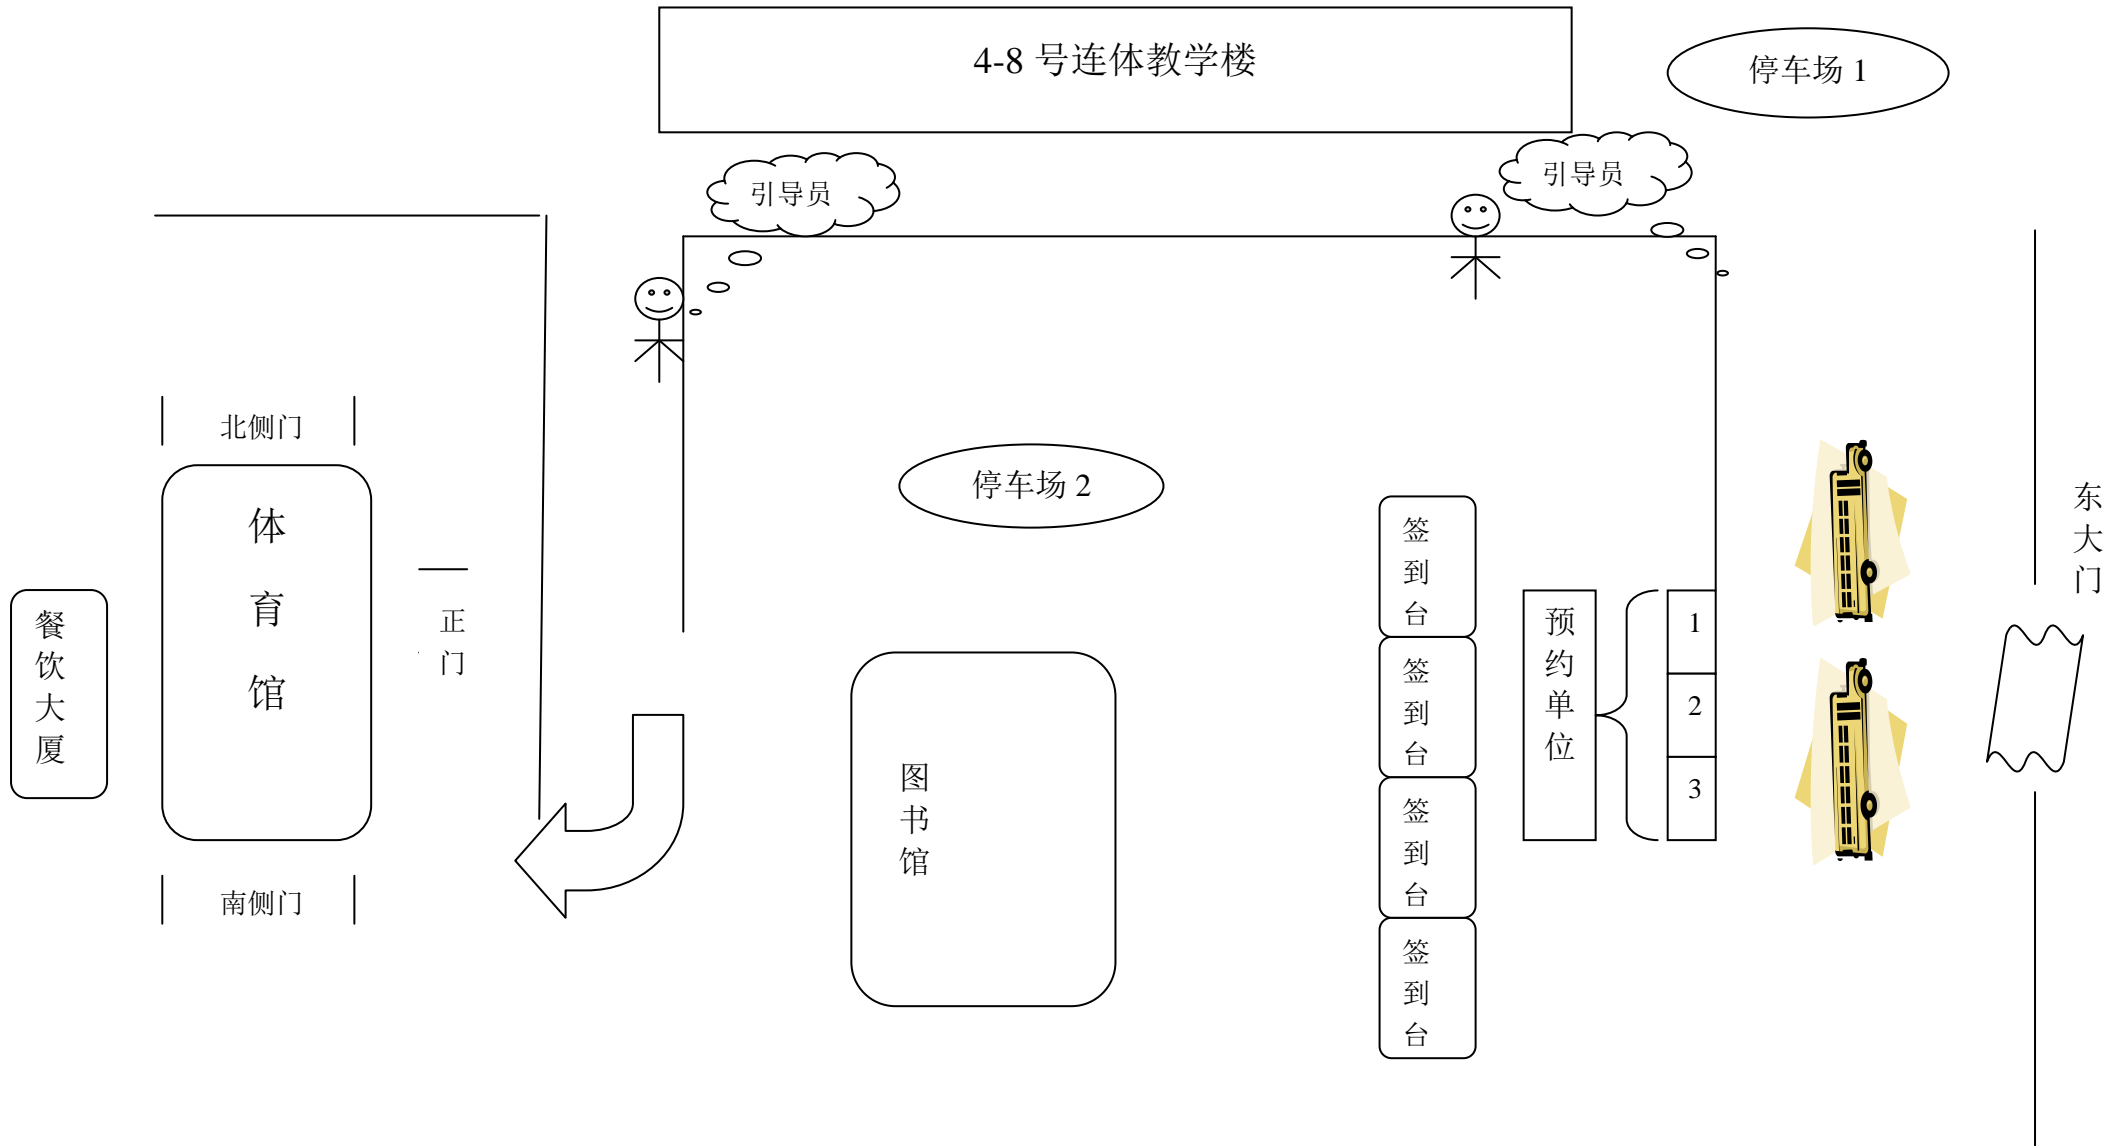 4-8 号连体教学楼
停车场 1
引导员
引导员
北侧门
体育馆
正门
南侧门
餐饮大厦
停车场 2
图书馆
签到台
签到台
签到台
签到台
预约单位
1
2
3
东大门